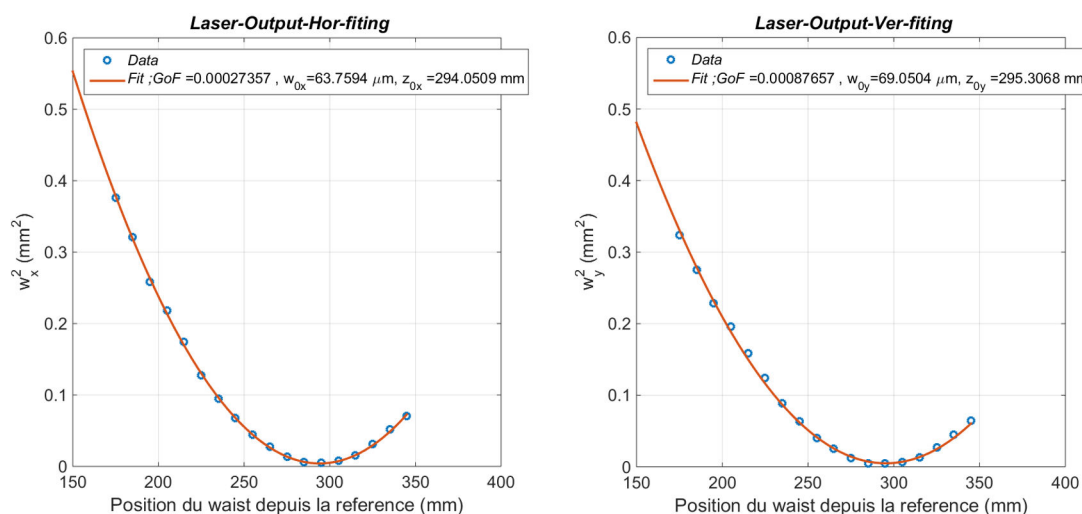 Laser-Output-Hor-fiting
Data
Fit ;GoF =0.00027357 , w0x=63.7594 μm, z0x =294.0509 mm
0.6
0.5
0.4
0.3
0.2
0.1
0
wx2 (mm2)
150 200 250 300 350 400
Position du waist depuis la reference (mm)
Laser-Output-Ver-fiting
Data
Fit ;GoF =0.00087657 , w0y=69.0504 μm, z0y =295.3068 mm
0.6
0.5
0.4
0.3
0.2
0.1
0
wy2 (mm2)
150 200 250 300 350 400
Position du waist depuis la reference (mm)